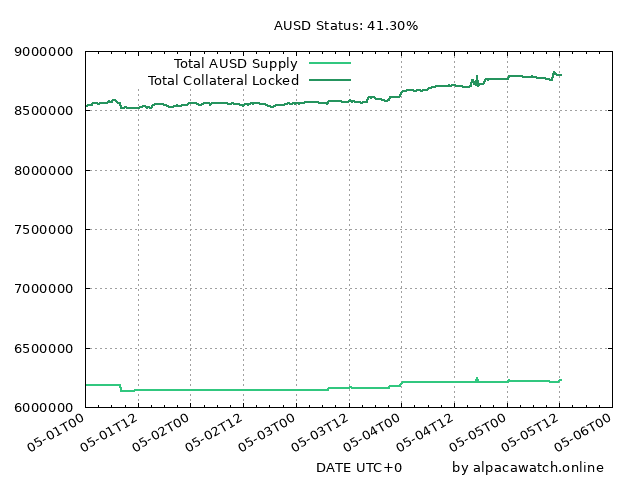 AUSD Status: 41.30%
9000000
8500000
8000000
7500000
7000000
6500000
6000000
Total AUSD Supply
Total Collateral Locked
05-01T00
05-01T12
05-02T00
05-02T12
05-03T00
05-03T12
05-04T00
05-04T12
05-05T00
05-05T12
05-06T00
DATE UTC+0
by alpacawatch.online